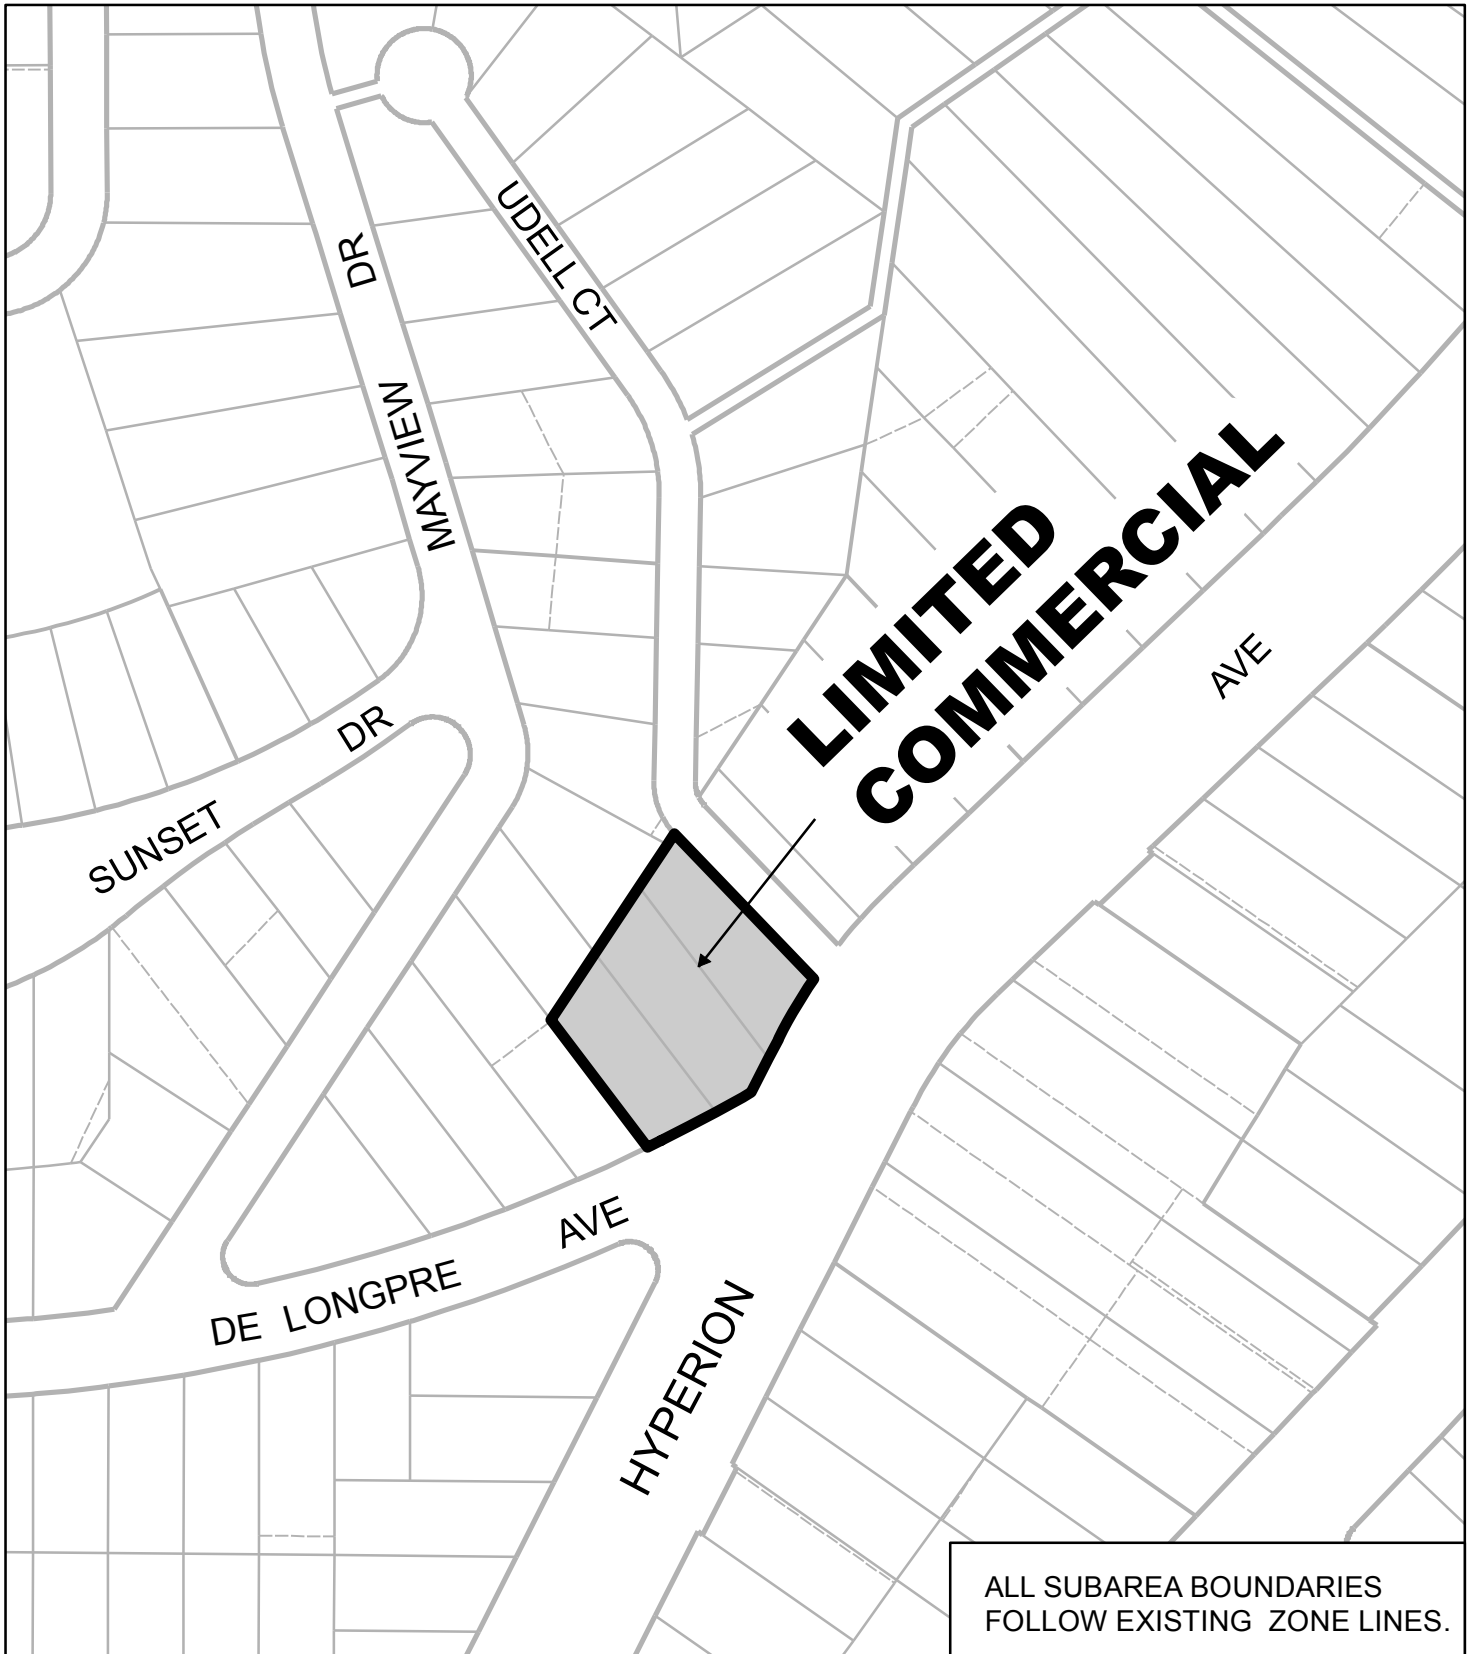 UDELL CT
DR
MAYVIEW
LIMITED
COMMERCIAL
AVE
DR
SUNSET
AVE
DE LONGPRE
HYPERION
ALL SUBAREA BOUNDARIES
FOLLOW EXISTING ZONE LINES.